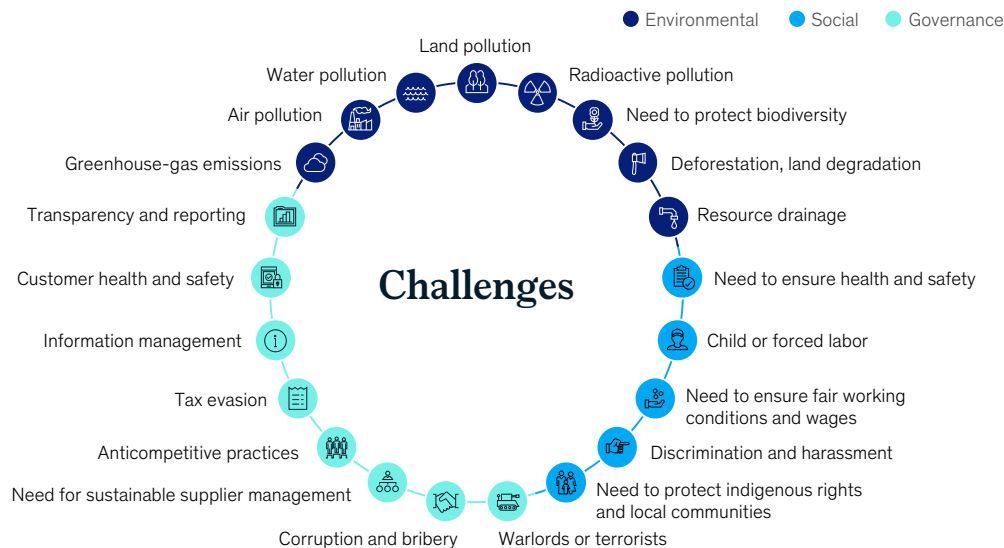 Environmental
Social
Governance
Land pollution
Water pollution
Radioactive pollution
Air pollution
Need to protect biodiversity
Greenhouse-gas emissions
Deforestation, land degradation
Transparency and reporting
Resource drainage
Customer health and safety
Challenges
Need to ensure health and safety
Information management
Child or forced labor
Tax evasion
Need to ensure fair working
conditions and wages
Anticompetitive practices
Discrimination and harassment
Need for sustainable supplier management
Need to protect indigenous rights
and local communities
Corruption and bribery
Warlords or terrorists